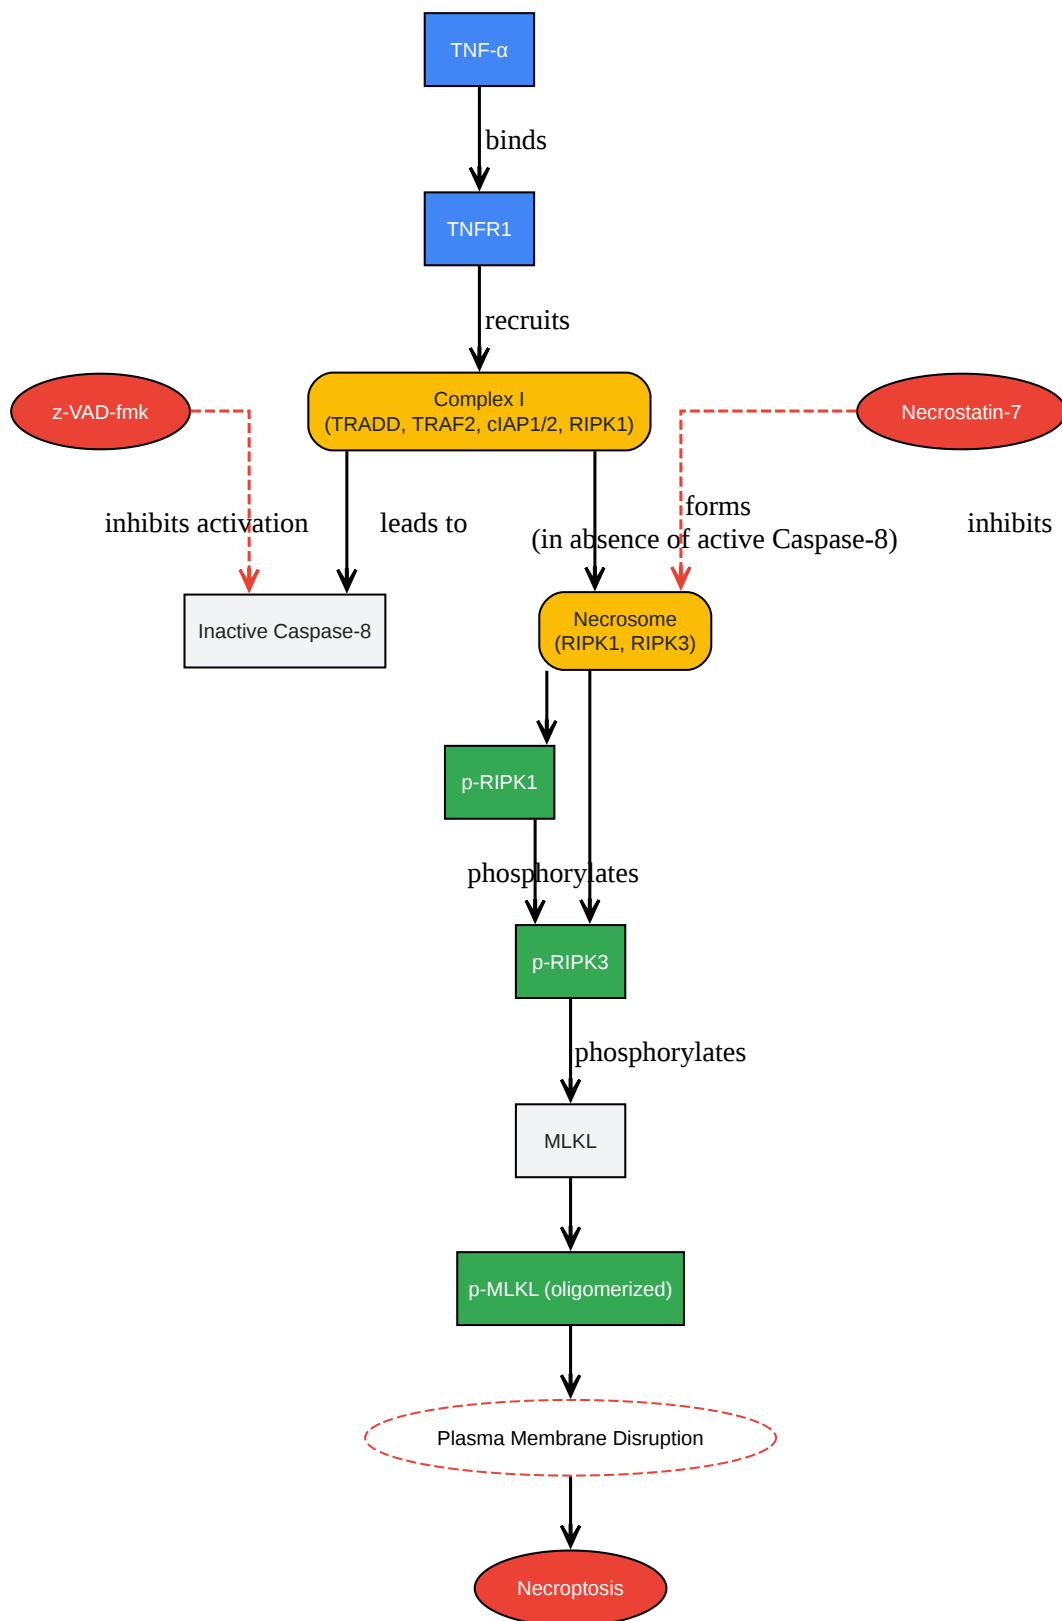 TNF-α
binds
TNFR1
recruits
z-VAD-fmk
Complex I
(TRADD, TRAF2, cIAP1/2, RIPK1)
Necrostatin-7
inhibits activation
leads to
forms
(in absence of active Caspase-8)
inhibits
Inactive Caspase-8
Necrosome
(RIPK1, RIPK3)
p-RIPK1
phosphorylates
p-RIPK3
phosphorylates
MLKL
p-MLKL (oligomerized)
Plasma Membrane Disruption
Necroptosis